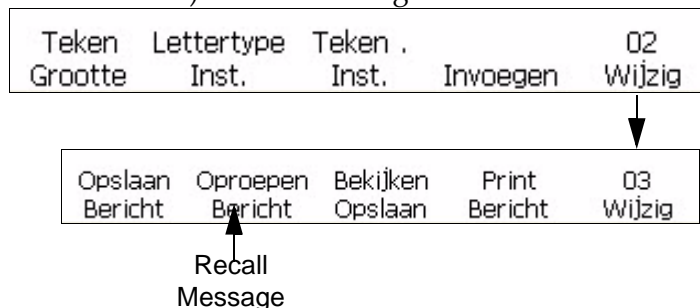 Teken Lettertype Teken . 02
Grootte Inst. Inst. Invoegen Wijzig
Opslaan Oproepen Bekijken Print 03
Bericht Bericht Opslaan Bericht Wijzig
Recall
Message